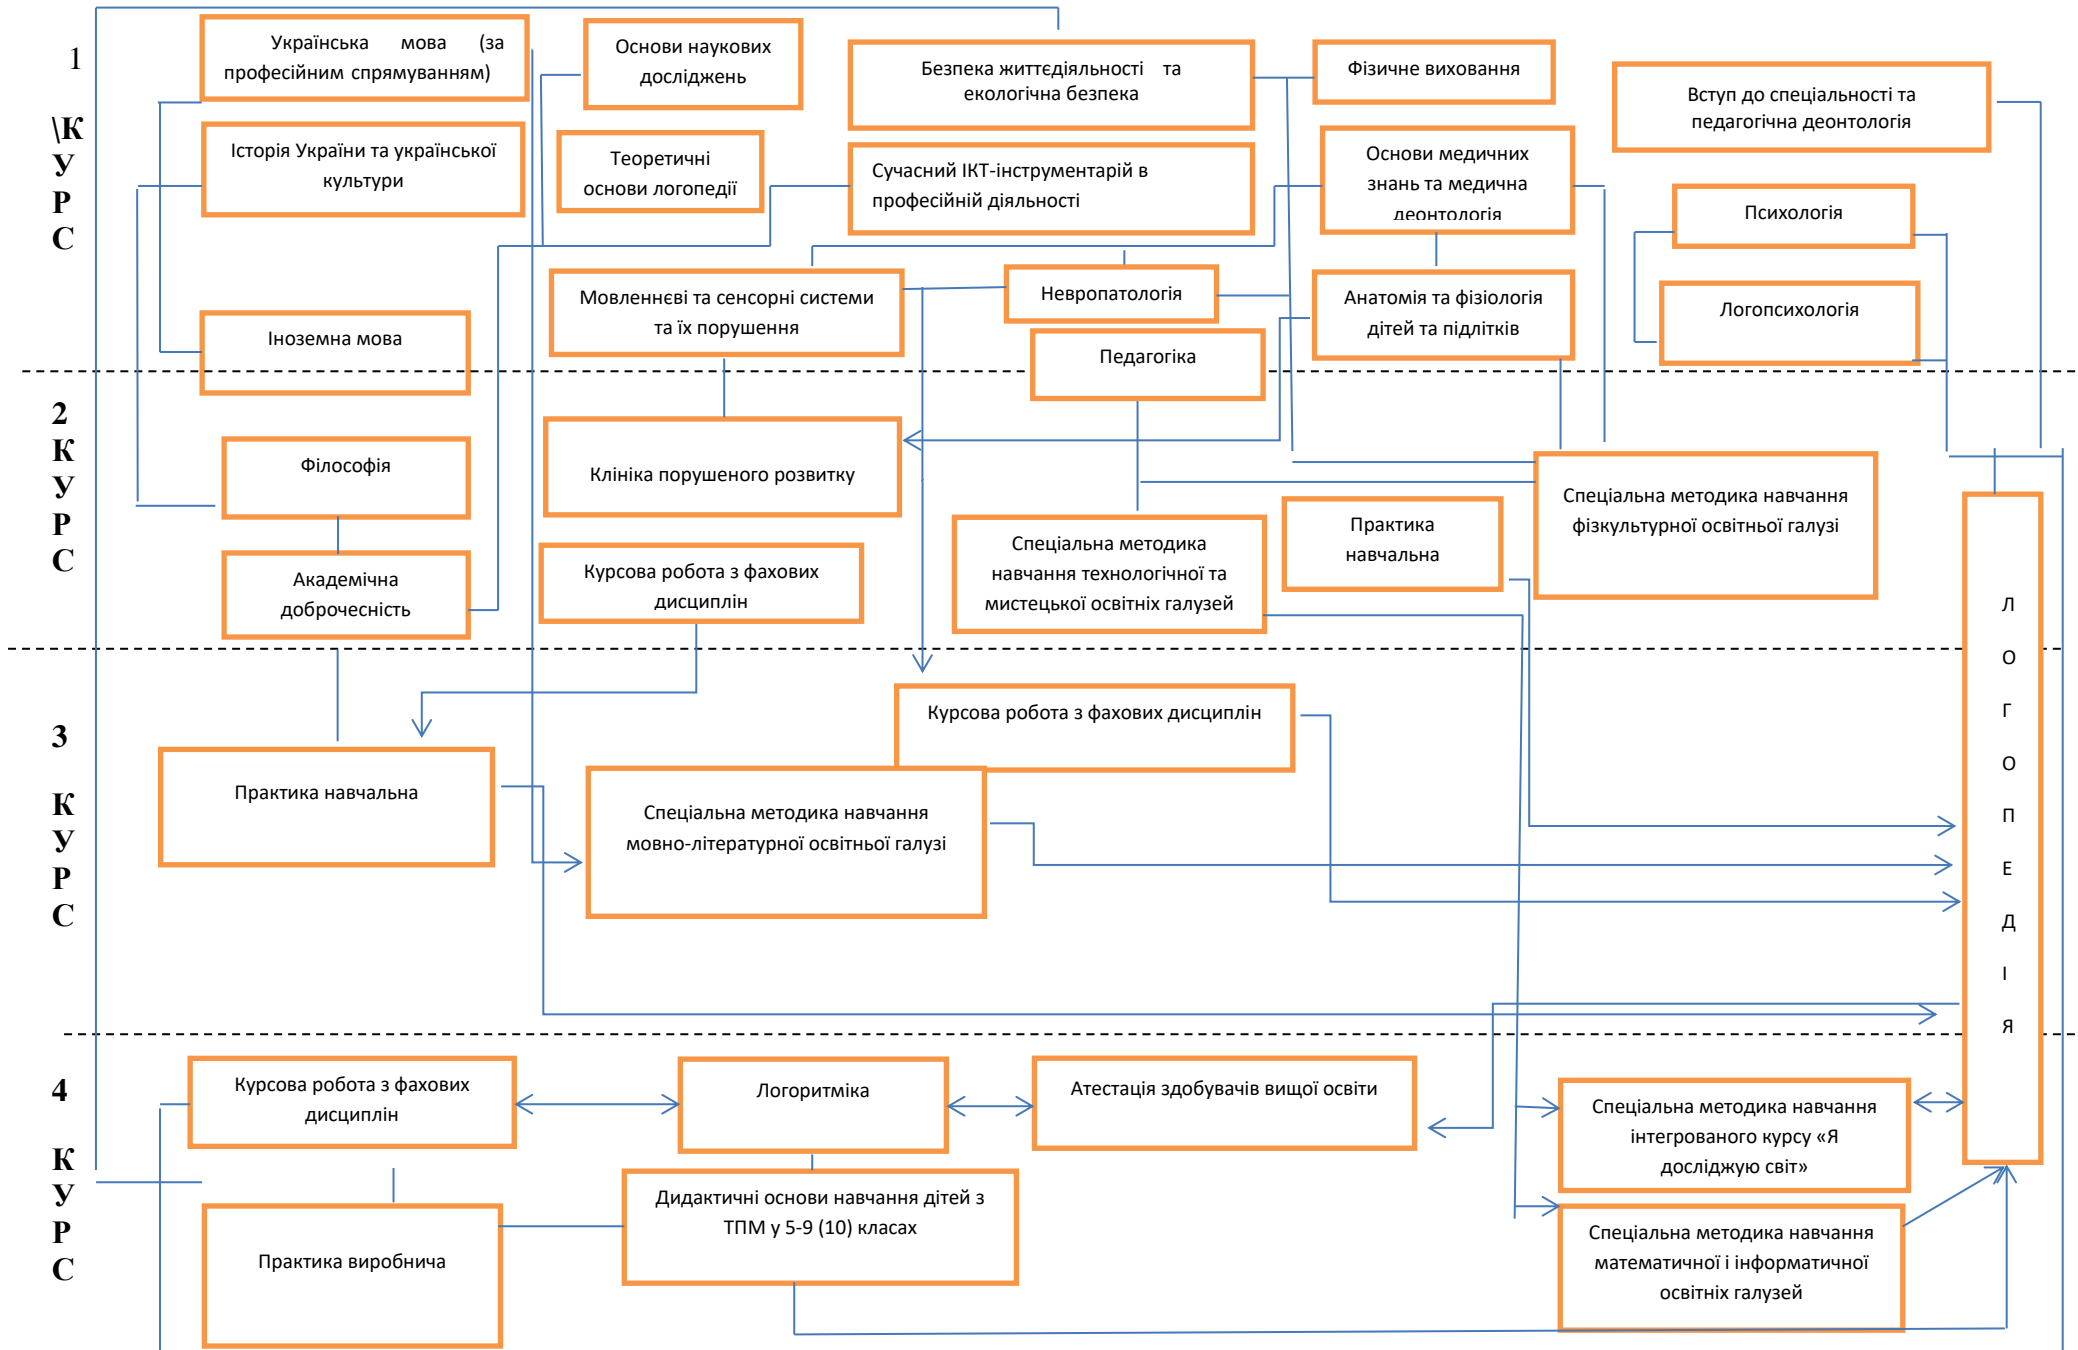 1
\К
У
Р
С
Українська мова (за
професійним спрямуванням)
Основи наукових
досліджень
Безпека життєдіяльності та
екологічна безпека
Фізичне виховання
Вступ до спеціальності та
педагогічна деонтологія
Історія України та української
культури
Теоретичні
основи логопедії
Сучасний ІКТ-інструментарій в
професійній діяльності
Основи медичних
знань та медична
деонтологія
Психологія
Іноземна мова
Мовленнєві та сенсорні системи
та їх порушення
Невропатологія
Анатомія та фізіологія
дітей та підлітків
Логопсихологія
Педагогіка
2
К
У
Р
С
Філософія
Клініка порушеного розвитку
Спеціальна методика навчання
фізкультурної освітньої галузі
Академічна
доброчесність
Курсова робота з фахових
дисциплін
Спеціальна методика
навчання технологічної та
мистецької освітніх галузей
Практика
навчальна
Л
О
Г
О
П
Е
Д
І
Я
3
К
У
Р
С
Практика навчальна
Курсова робота з фахових дисциплін
Спеціальна методика навчання
мовно-літературної освітньої галузі
4
К
У
Р
С
Курсова робота з фахових
дисциплін
Логоритміка
Атестація здобувачів вищої освіти
Спеціальна методика навчання
інтегрованого курсу «Я
досліджую світ»
Практика виробнича
Дидактичні основи навчання дітей з
ТПМ у 5-9 (10) класах
Спеціальна методика навчання
математичної і інформатичної
освітніх галузей